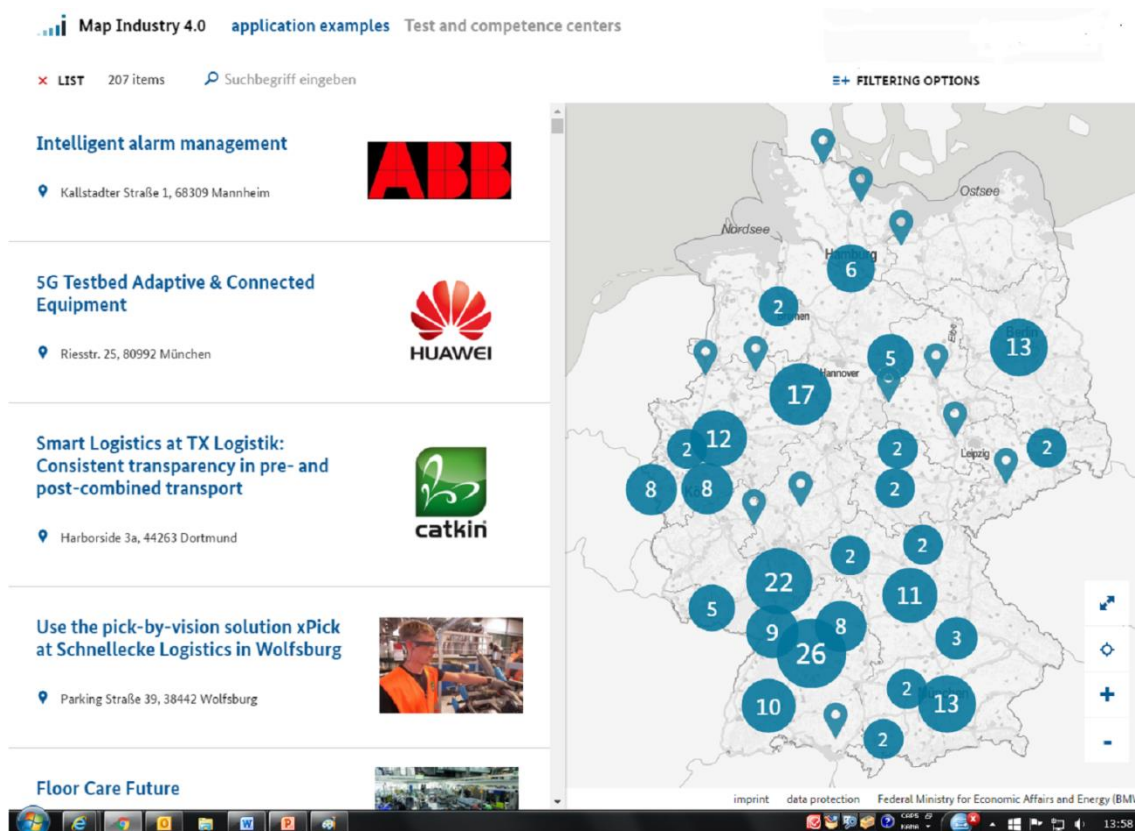 Map Industry 4.0 application examples Test and competence centers
× LIST 207 items Suchbegriff eingeben
FILTERING OPTIONS
Intelligent alarm management
Kallstadter Straße 1, 68309 Mannheim
ABB
5G Testbed Adaptive & Connected
Equipment
Riesstr. 25, 80992 München
HUAWEI
Smart Logistics at TX Logistik:
Consistent transparency in pre- and
post-combined transport
Harborside 3a, 44263 Dortmund
catkin
Use the pick-by-vision solution xPick
at Schnellecke Logistics in Wolfsburg
Parking Straße 39, 38442 Wolfsburg
Floor Care Future
Ostsee
Nordsee
Hamburg
6
2
Elbe
Berlin
13
5
Hannover
17
12
2
2
Leipzig
2
8
8
2
2
2
22
11
5
9
8
26
3
2
13
10
2
+
-
imprint data protection Federal Ministry for Economic Affairs and Energy (BMW
CAPS
KANA
13:58